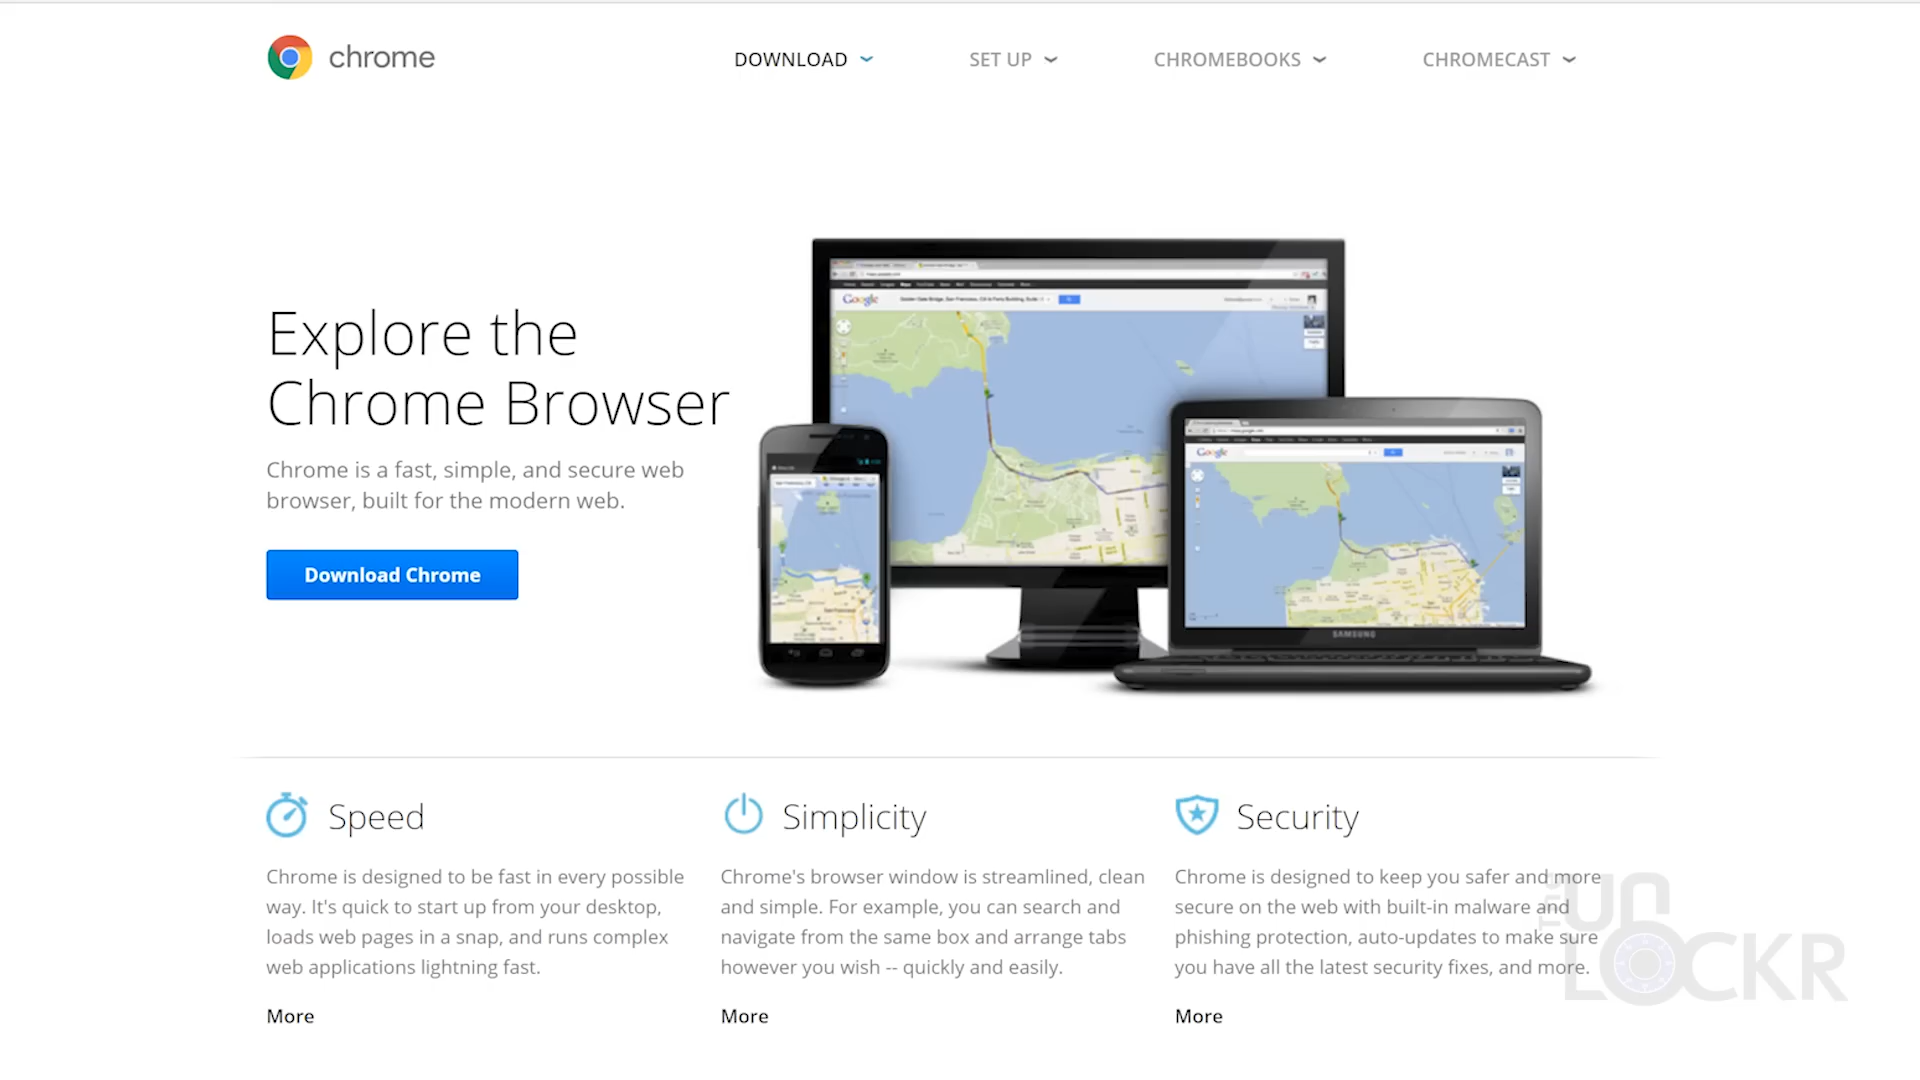 chrome
DOWNLOAD
SET UP
CHROMEBOOKS
CHROMECAST
Explore the
Chrome Browser
Chrome is a fast, simple, and secure web
browser, built for the modern web.
Download Chrome
Google
Google
SAMSUNG
Speed
Chrome is designed to be fast in every possible
way. It's quick to start up from your desktop,
loads web pages in a snap, and runs complex
web applications lightning fast.
More
Simplicity
Chrome's browser window is streamlined, clean
and simple. For example, you can search and
navigate from the same box and arrange tabs
however you wish -- quickly and easily.
More
Security
Chrome is designed to keep you safer and more
secure on the web with built-in malware and
phishing protection, auto-updates to make sure
you have all the latest security fixes, and more.
More
THE
UN
LOCKR